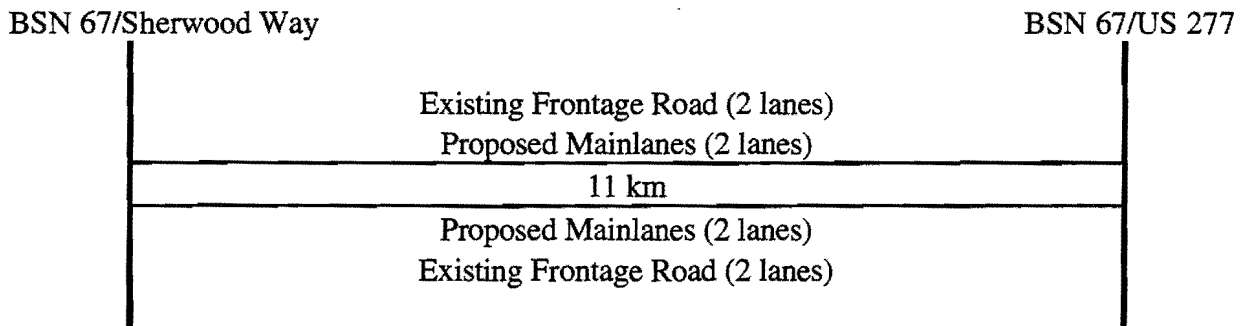 BSN 67/Sherwood Way BSN 67/US 277
Existing Frontage Road (2 lanes)
Proposed Mainlanes (2 lanes)
11 km
Proposed Mainlanes (2 lanes)
Existing Frontage Road (2 lanes)